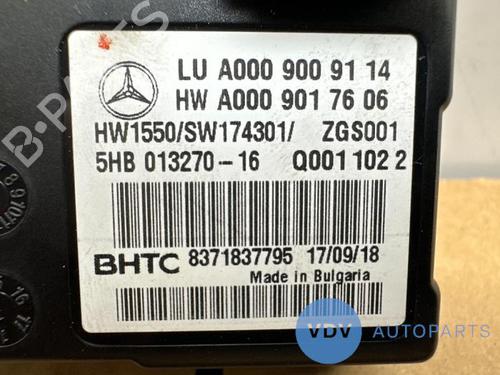 LU A000 900 91 14
HW A000 901 76 06
HW1550/SW174301/ ZGS001
5HB 013270-16 Q001 102 2
BHTC 8371837795 17/09/18
Made in Bulgaria
VDV AUTOPARTS
B-PARTS